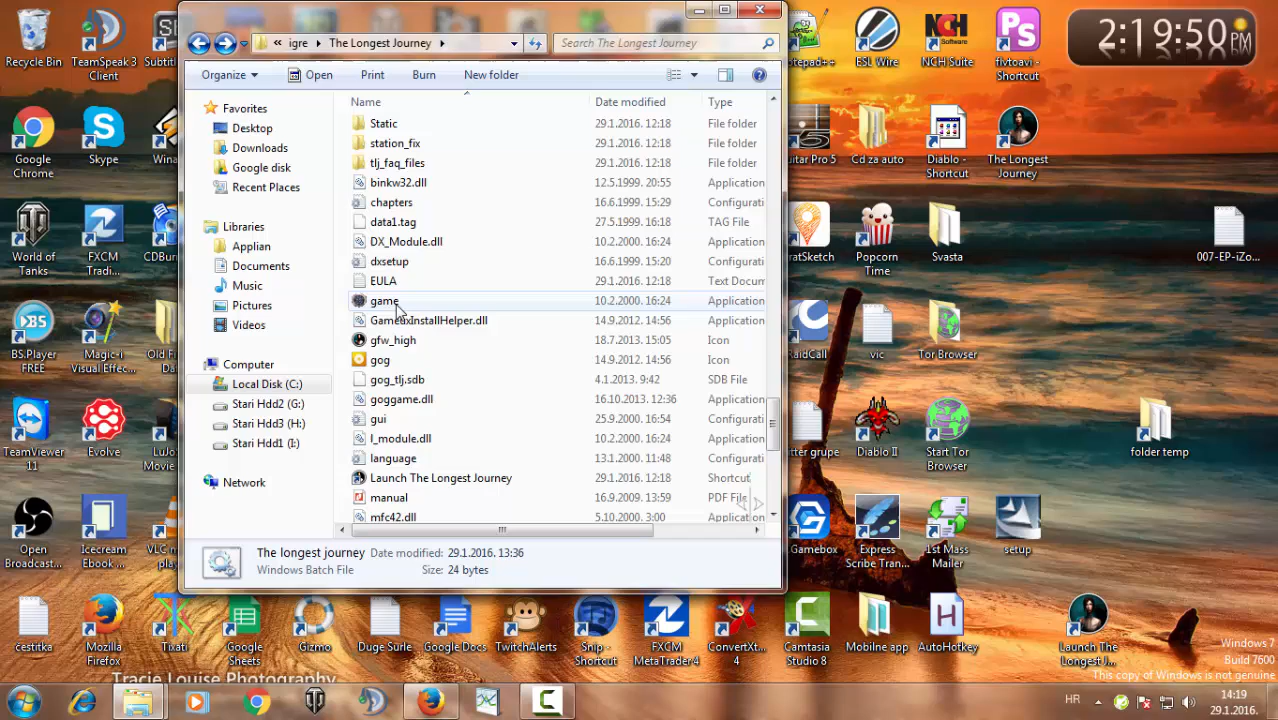 Recycle Bin
TeamSpeak 3
Client
Google
Chrome
Skype
World of
Tanks
FXCM
Tradi...
BS.Player
FREE
Magic-i
Visual Effec...
TeamViewer
11
Evolve
Open
Broadcast...
Icecream
Ebook ...
« igre ▸ The Longest Journey ▸
Search The Longest Journey
Organize
Open
Print
Burn
New folder
Favorites
Desktop
Downloads
Google disk
Recent Places
Libraries
Applian
Documents
Music
Pictures
Videos
Computer
Local Disk (C:)
Stari Hdd2 (G:)
Stari Hdd3 (H:)
Stari Hdd1 (I:)
Network
Name Date modified Type
Static 29.1.2016. 12:18 File folder
station_fix 29.1.2016. 12:18 File folder
tlj_faq_files 29.1.2016. 12:18 File folder
binkw32.dll 12.5.1999. 20:55 Application
chapters 16.6.1999. 15:29 Configurati
data1.tag 27.5.1999. 16:18 TAG File
DX_Module.dll 10.2.2000. 16:24 Application
dxsetup 16.6.1999. 15:20 Configurati
EULA 29.1.2016. 12:18 Text Docum
game 10.2.2000. 16:24 Application
GameuxInstallHelper.dll 14.9.2012. 14:56 Application
gfw_high 18.7.2013. 15:05 Icon
gog 14.9.2012. 14:56 Icon
gog_tlj.sdb 4.1.2013. 9:42 SDB File
goggame.dll 16.10.2013. 12:36 Application
gui 25.9.2000. 16:54 Configurati
l_module.dll 10.2.2000. 16:24 Application
language 13.1.2000. 11:48 Configurati
Launch The Longest Journey 29.1.2016. 12:18 Shortcut
manual 16.9.2009. 13:59 PDF File
mfc42.dll 5.10.2000. 3:00 Application
The longest journey Date modified: 29.1.2016. 13:36
Windows Batch File Size: 24 bytes
ESL Wire
NCH Suite
flvtoavi -
Shortcut
2:19:50 PM
Cd za auto
Diablo -
Shortcut
The Longest
Journey
Popcorn
Time
Svasta
007-EP-iZo...
RaidCall
vic
Tor Browser
Diablo II
Start Tor
Browser
folder temp
Gamebox
Express
Scribe Tran...
1st Mass
Mailer
setup
cestitka
Mozilla
Firefox
Tixati
Google
Sheets
Gizmo
Duge Surle
Google Docs
TwitchAlerts
Snip -
Shortcut
FXCM
MetaTrader 4
ConvertXt...
4
Camtasia
Studio 8
Mobilne app
AutoHotkey
Launch The
Longest J...
Tracie Louise Photography
Windows 7
Build 7600
This copy of Windows is not genuine
HR
14:19
29.1.2016.